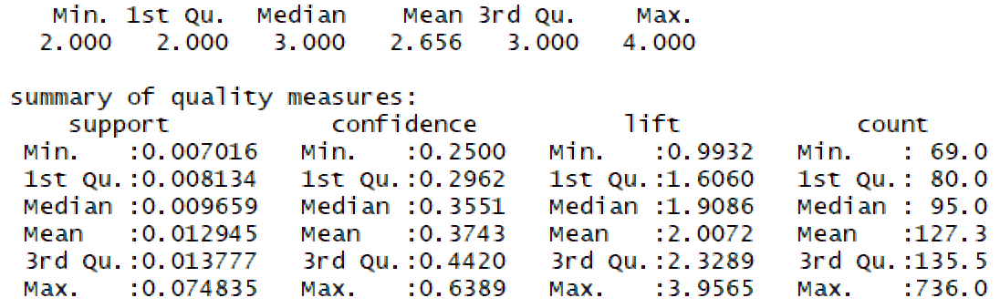 Min. 1st Qu. Median Mean 3rd Qu. Max.
2.000 2.000 3.000 2.656 3.000 4.000
summary of quality measures:
support confidence lift count
Min. :0.007016 Min. :0.2500 Min. :0.9932 Min. : 69.0
1st Qu.:0.008134 1st Qu.:0.2962 1st Qu.:1.6060 1st Qu.: 80.0
Median :0.009659 Median :0.3551 Median :1.9086 Median : 95.0
Mean :0.012945 Mean :0.3743 Mean :2.0072 Mean :127.3
3rd Qu.:0.013777 3rd Qu.:0.4420 3rd Qu.:2.3289 3rd Qu.:135.5
Max. :0.074835 Max. :0.6389 Max. :3.9565 Max. :736.0